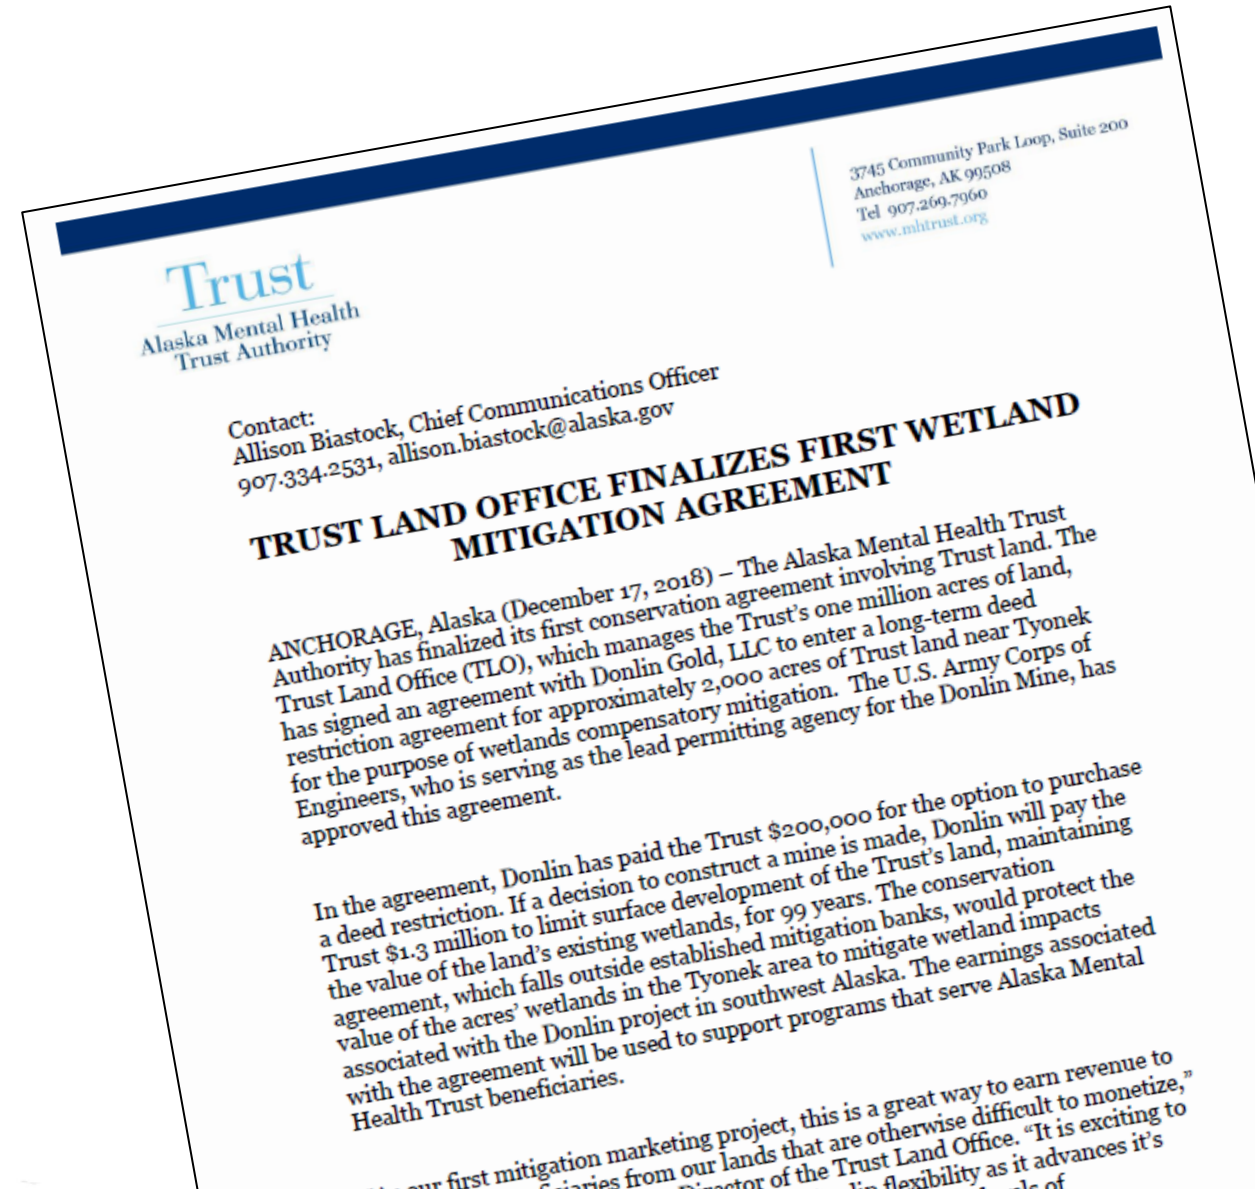 3745 Community Park Loop, Suite 200
Anchorage, AK 99508
Tel 907.269.7960
www.mhtrust.org
Trust
Alaska Mental Health
Trust Authority
Contact:
Allison Biastock, Chief Communications Officer
907.334.2531, allison.biastock@alaska.gov
TRUST LAND OFFICE FINALIZES FIRST WETLAND
MITIGATION AGREEMENT
ANCHORAGE, Alaska (December 17, 2018) – The Alaska Mental Health Trust
Authority has finalized its first conservation agreement involving Trust land. The
Trust Land Office (TLO), which manages the Trust's one million acres of land,
has signed an agreement with Donlin Gold, LLC to enter a long-term deed
restriction agreement for approximately 2,000 acres of Trust land near Tyonek
for the purpose of wetlands compensatory mitigation.  The U.S. Army Corps of
Engineers, who is serving as the lead permitting agency for the Donlin Mine, has
approved this agreement.
In the agreement, Donlin has paid the Trust $200,000 for the option to purchase
a deed restriction. If a decision to construct a mine is made, Donlin will pay the
Trust $1.3 million to limit surface development of the Trust's land, maintaining
the value of the land's existing wetlands, for 99 years. The conservation
agreement, which falls outside established mitigation banks, would protect the
value of the acres' wetlands in the Tyonek area to mitigate wetland impacts
associated with the Donlin project in southwest Alaska. The earnings associated
with the agreement will be used to support programs that serve Alaska Mental
Health Trust beneficiaries.
our first mitigation marketing project, this is a great way to earn revenue to
from our lands that are otherwise difficult to monetize,"
Director of the Trust Land Office. "It is exciting to
flexibility as it advances it's
of